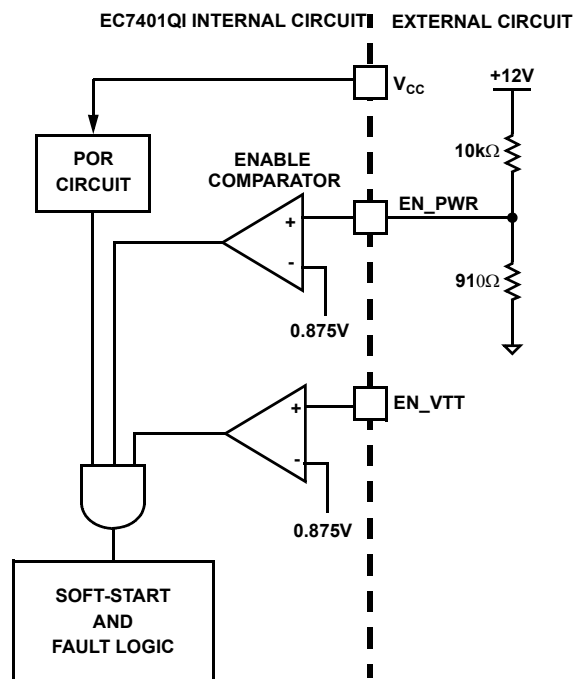 EC7401QI INTERNAL CIRCUIT
EXTERNAL CIRCUIT
VCC
+12V
POR
CIRCUIT
ENABLE
COMPARATOR
10kΩ
EN_PWR
+
-
910Ω
0.875V
EN_VTT
+
-
0.875V
SOFT-START
AND
FAULT LOGIC